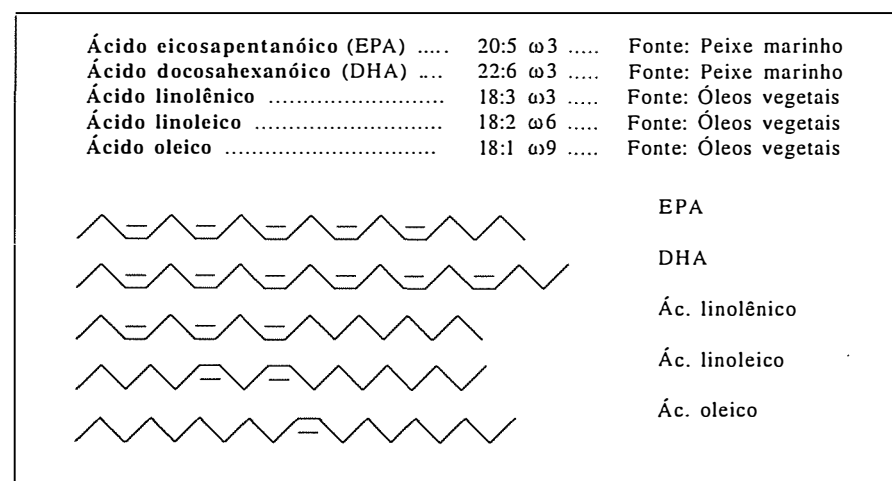 Ácido eicosapentanóico (EPA) ..... 20:5 ω3 ..... Fonte: Peixe marinho
Ácido docosahexanóico (DHA) .... 22:6 ω3 ..... Fonte: Peixe marinho
Ácido linolênico ........................... 18:3 ω3 ..... Fonte: Óleos vegetais
Ácido linoleico ............................ 18:2 ω6 ..... Fonte: Óleos vegetais
Ácido oleico ................................ 18:1 ω9 ..... Fonte: Óleos vegetais
EPA
DHA
Ác. linolênico
Ác. linoleico
Ác. oleico